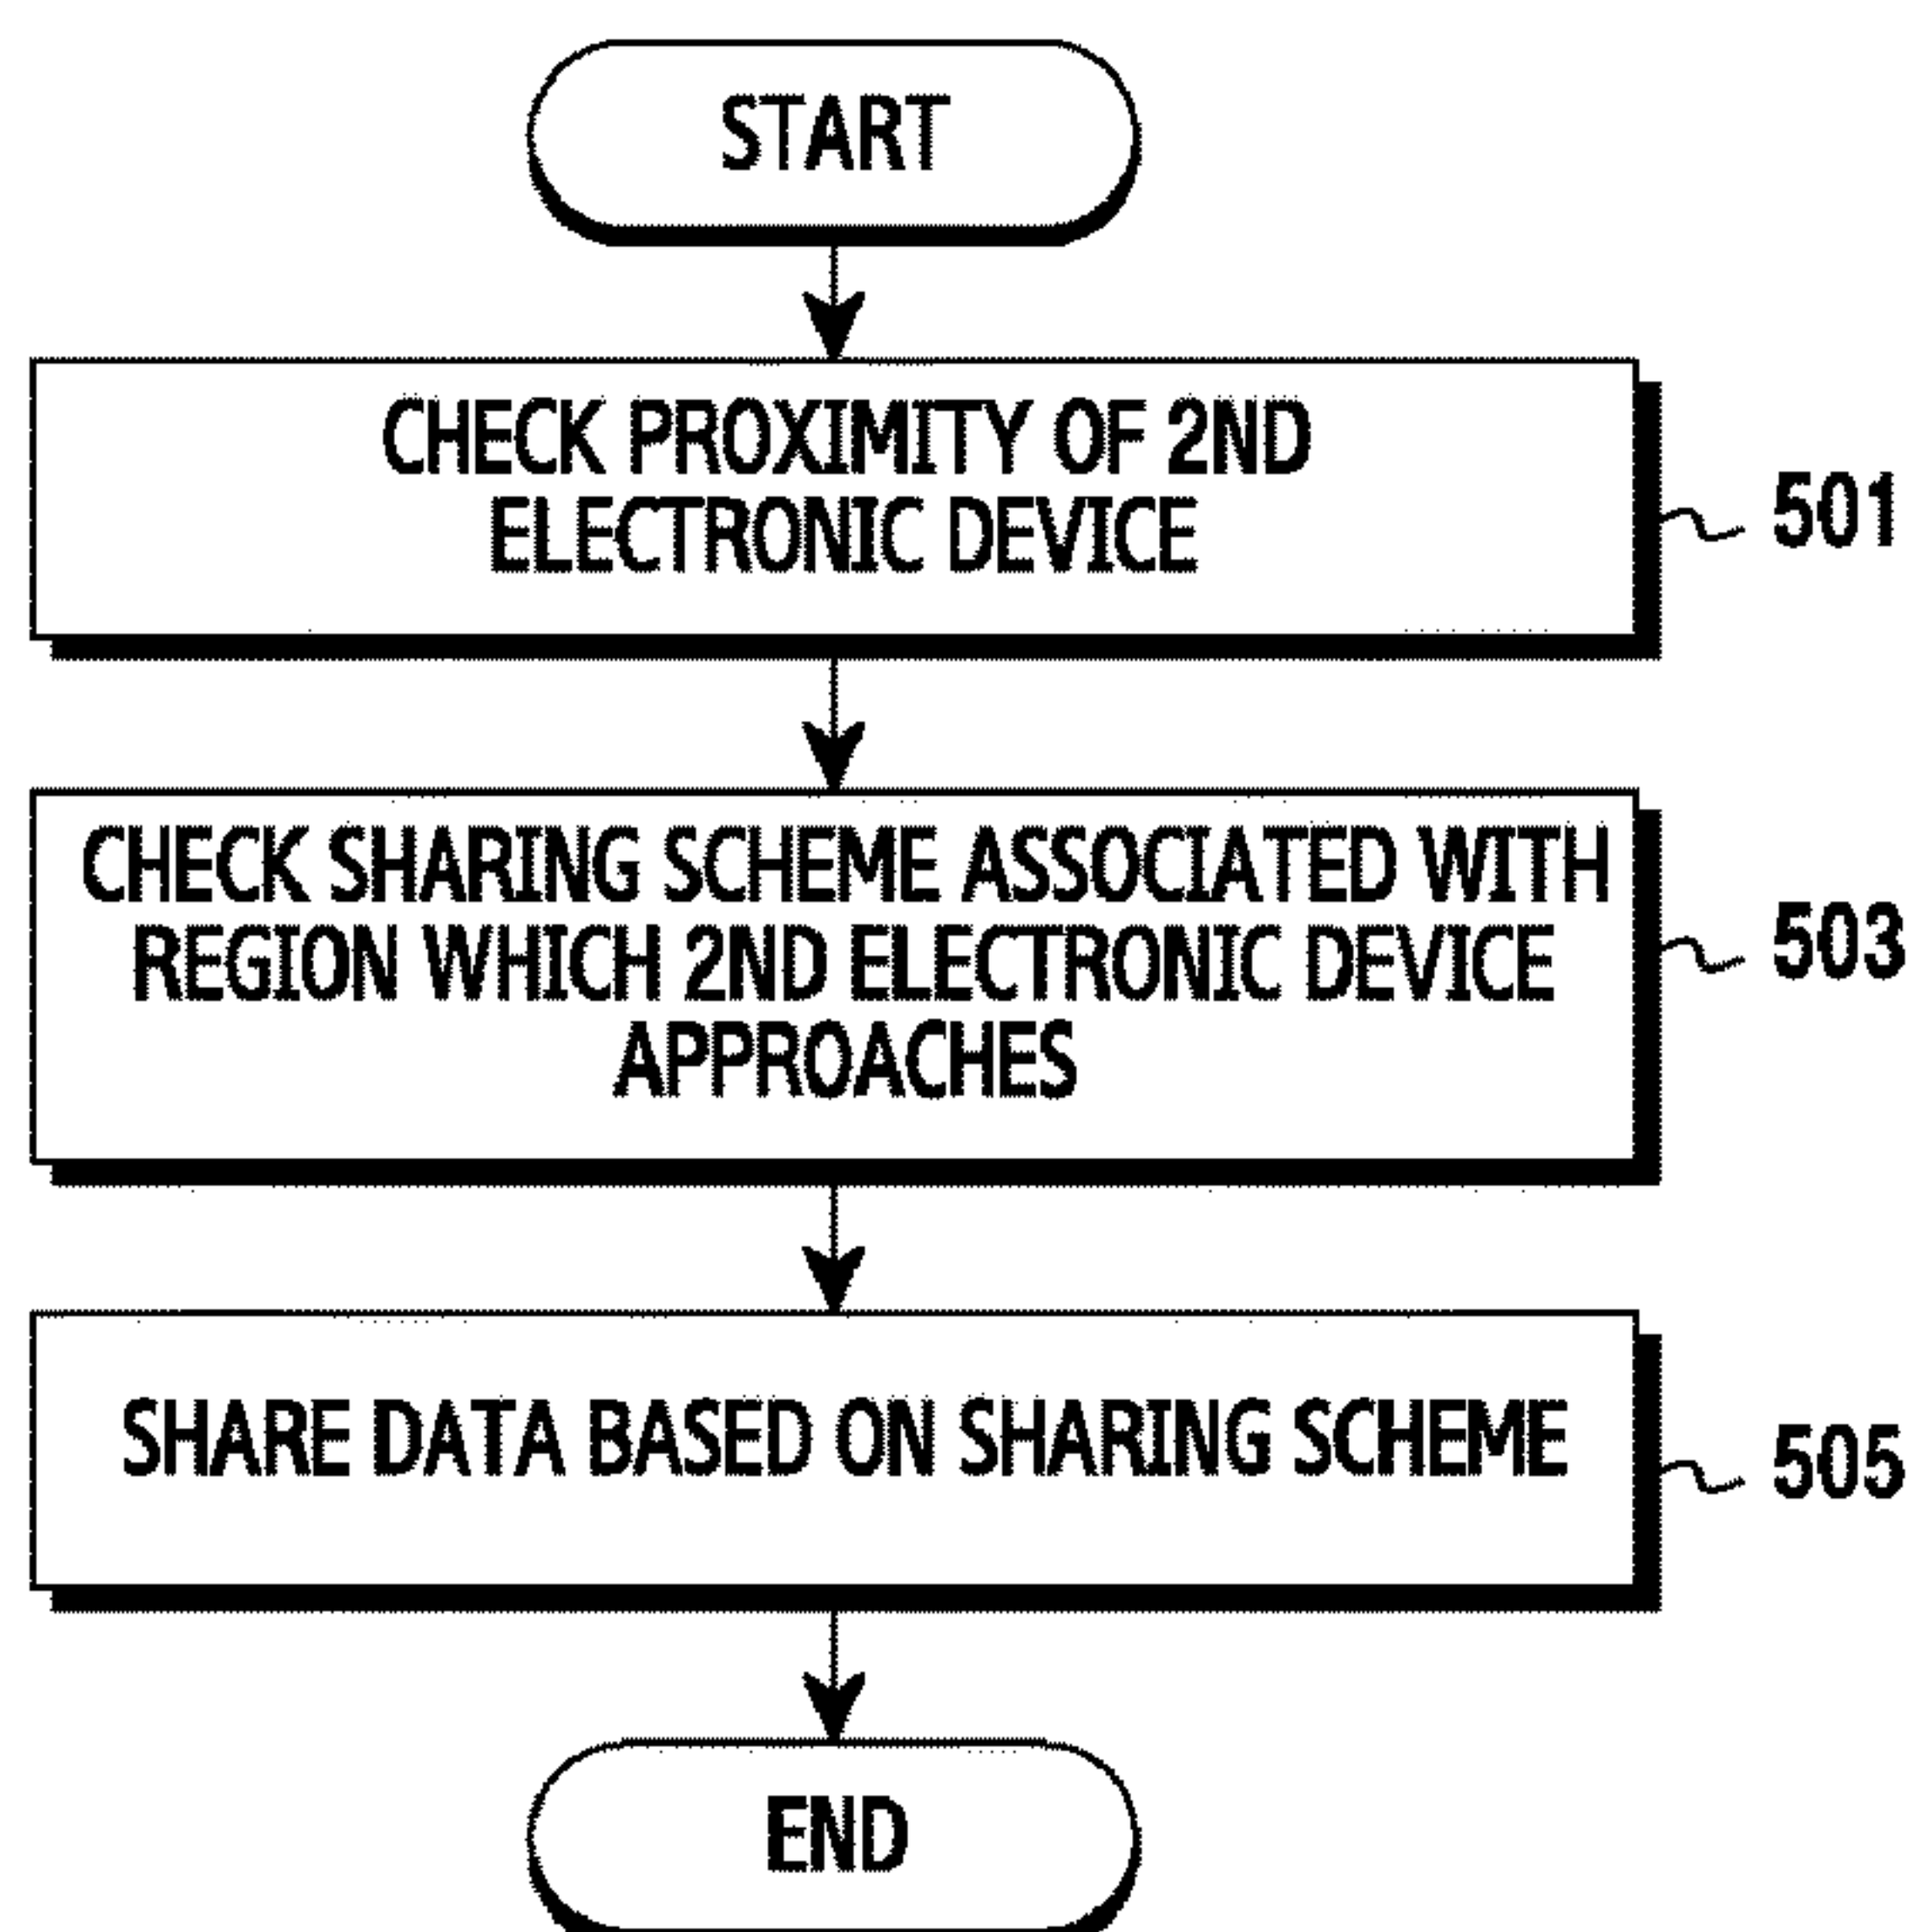 START
CHECK PROXIMITY OF 2ND
ELECTRONIC DEVICE
501
CHECK SHARING SCHEME ASSOCIATED WITH
REGION WHICH 2ND ELECTRONIC DEVICE
APPROACHES
503
SHARE DATA BASED ON SHARING SCHEME
505
END